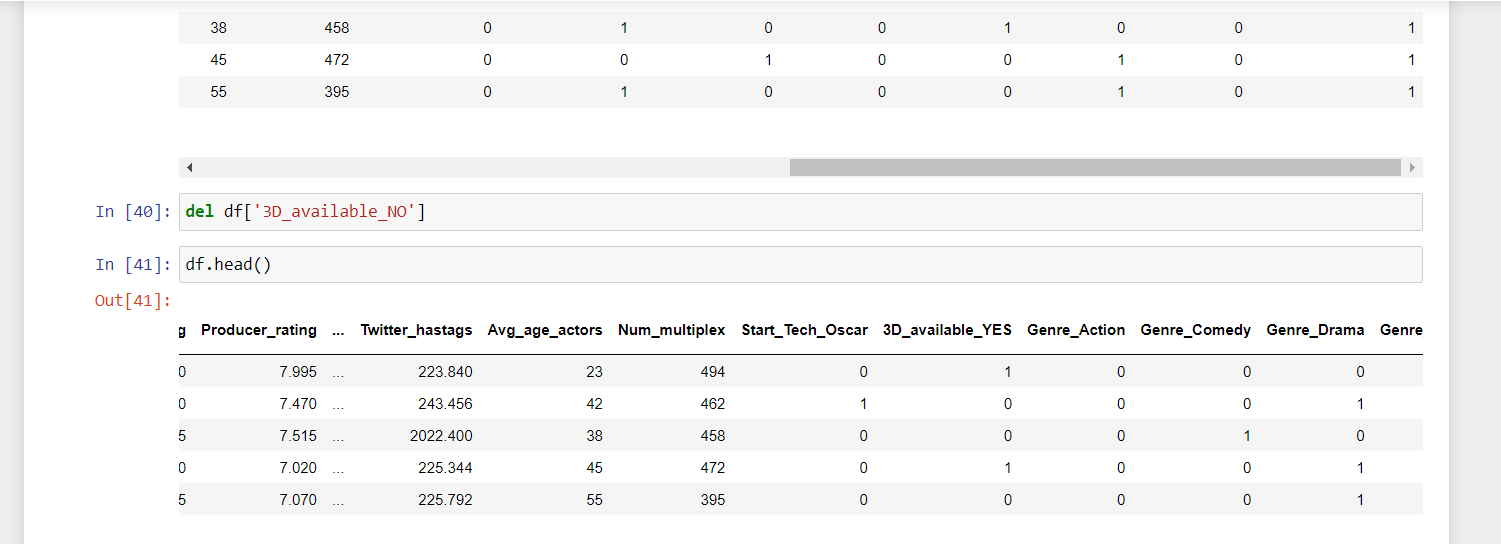 38 458 0 1 0 0 1 0 0 1
45 472 0 0 1 0 0 1 0 1
55 395 0 1 0 0 0 1 0 1
In [40]: del df['3D_available_NO']
In [41]: df.head()
Out[41]:
g Producer_rating ... Twitter_hastags Avg_age_actors Num_multiplex Start_Tech_Oscar 3D_available_YES Genre_Action Genre_Comedy Genre_Drama Genre_
0 7.995 ... 223.840 23 494 0 1 0 0 0
0 7.470 ... 243.456 42 462 1 0 0 0 1
5 7.515 ... 2022.400 38 458 0 0 0 1 0
0 7.020 ... 225.344 45 472 0 1 0 0 1
5 7.070 ... 225.792 55 395 0 0 0 0 1